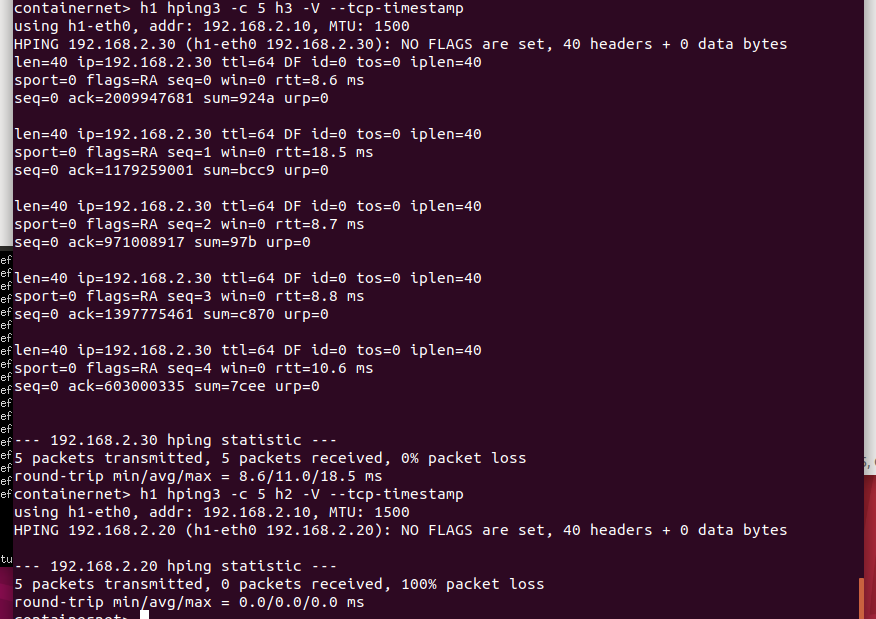 containernet> h1 hping3 -c 5 h3 -V --tcp-timestamp
using h1-eth0, addr: 192.168.2.10, MTU: 1500
HPING 192.168.2.30 (h1-eth0 192.168.2.30): NO FLAGS are set, 40 headers + 0 data bytes
len=40 ip=192.168.2.30 ttl=64 DF id=0 tos=0 iplen=40
sport=0 flags=RA seq=0 win=0 rtt=8.6 ms
seq=0 ack=2009947681 sum=924a urp=0
len=40 ip=192.168.2.30 ttl=64 DF id=0 tos=0 iplen=40
sport=0 flags=RA seq=1 win=0 rtt=18.5 ms
seq=0 ack=1179259001 sum=bcc9 urp=0
len=40 ip=192.168.2.30 ttl=64 DF id=0 tos=0 iplen=40
sport=0 flags=RA seq=2 win=0 rtt=8.7 ms
seq=0 ack=971008917 sum=97b urp=0
len=40 ip=192.168.2.30 ttl=64 DF id=0 tos=0 iplen=40
sport=0 flags=RA seq=3 win=0 rtt=8.8 ms
seq=0 ack=1397775461 sum=c870 urp=0
len=40 ip=192.168.2.30 ttl=64 DF id=0 tos=0 iplen=40
sport=0 flags=RA seq=4 win=0 rtt=10.6 ms
seq=0 ack=603000335 sum=7cee urp=0
--- 192.168.2.30 hping statistic ---
5 packets transmitted, 5 packets received, 0% packet loss
round-trip min/avg/max = 8.6/11.0/18.5 ms
containernet> h1 hping3 -c 5 h2 -V --tcp-timestamp
using h1-eth0, addr: 192.168.2.10, MTU: 1500
HPING 192.168.2.20 (h1-eth0 192.168.2.20): NO FLAGS are set, 40 headers + 0 data bytes
--- 192.168.2.20 hping statistic ---
5 packets transmitted, 0 packets received, 100% packet loss
round-trip min/avg/max = 0.0/0.0/0.0 ms
containernet>